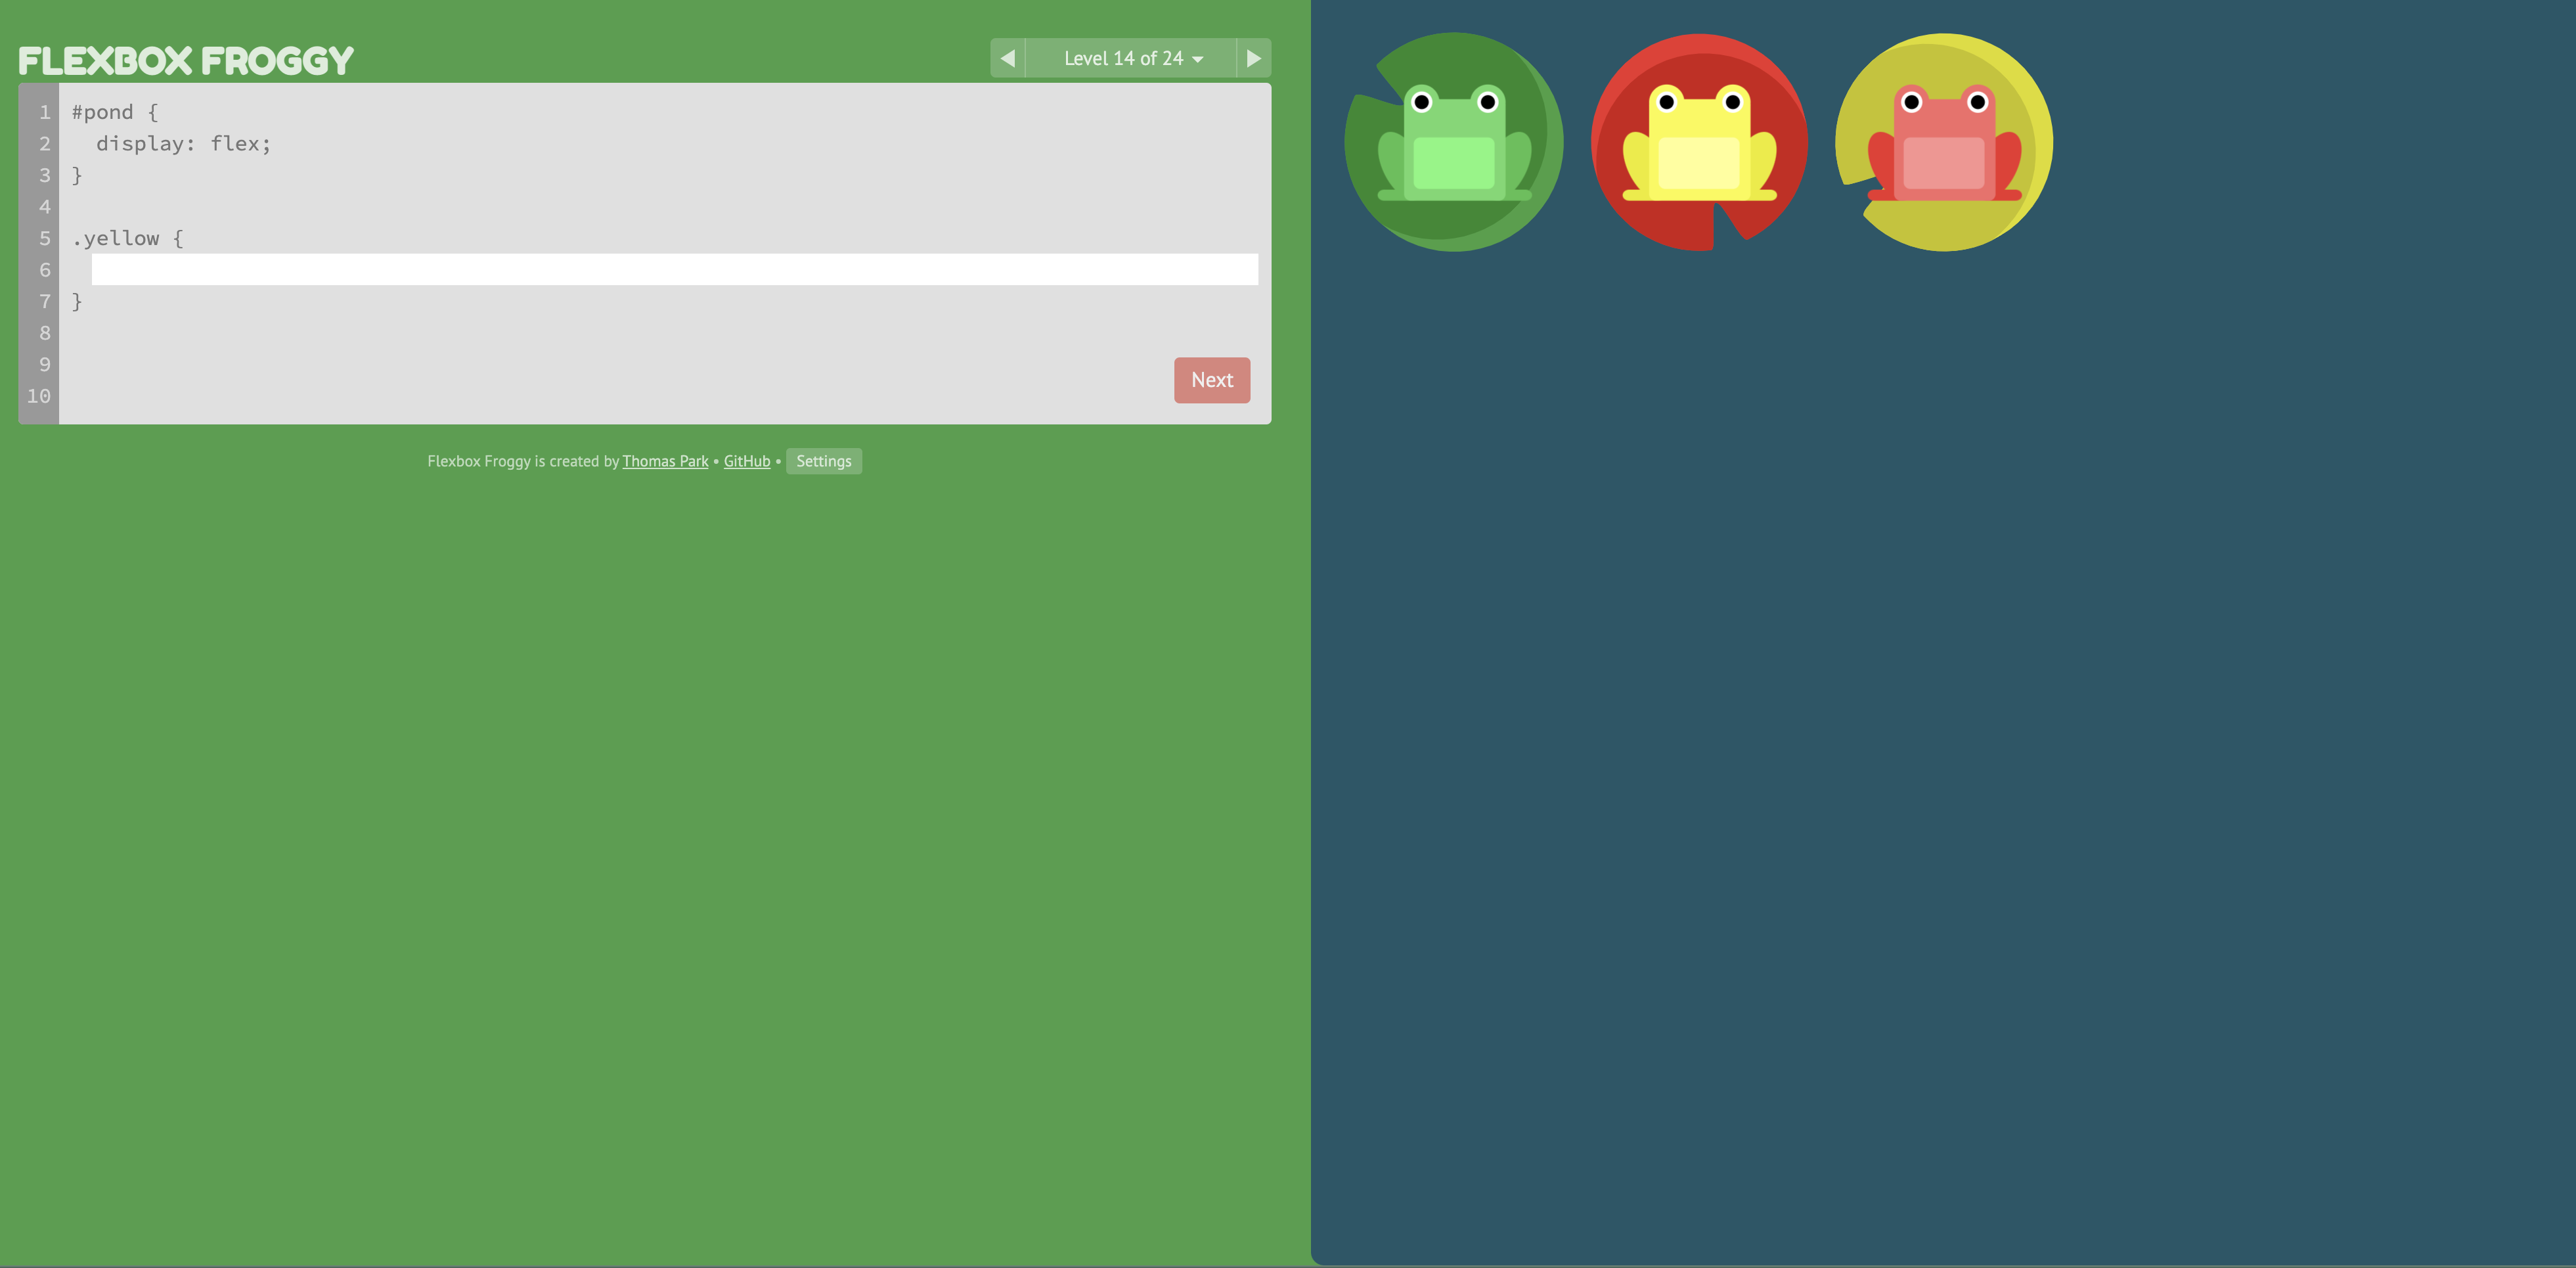 FLEXBOX FROGGY
Level 14 of 24
1 #pond {
2 display: flex;
3 }
4
5 .yellow {
6
7 }
8
9
10
Next
Flexbox Froggy is created by Thomas Park • GitHub • Settings